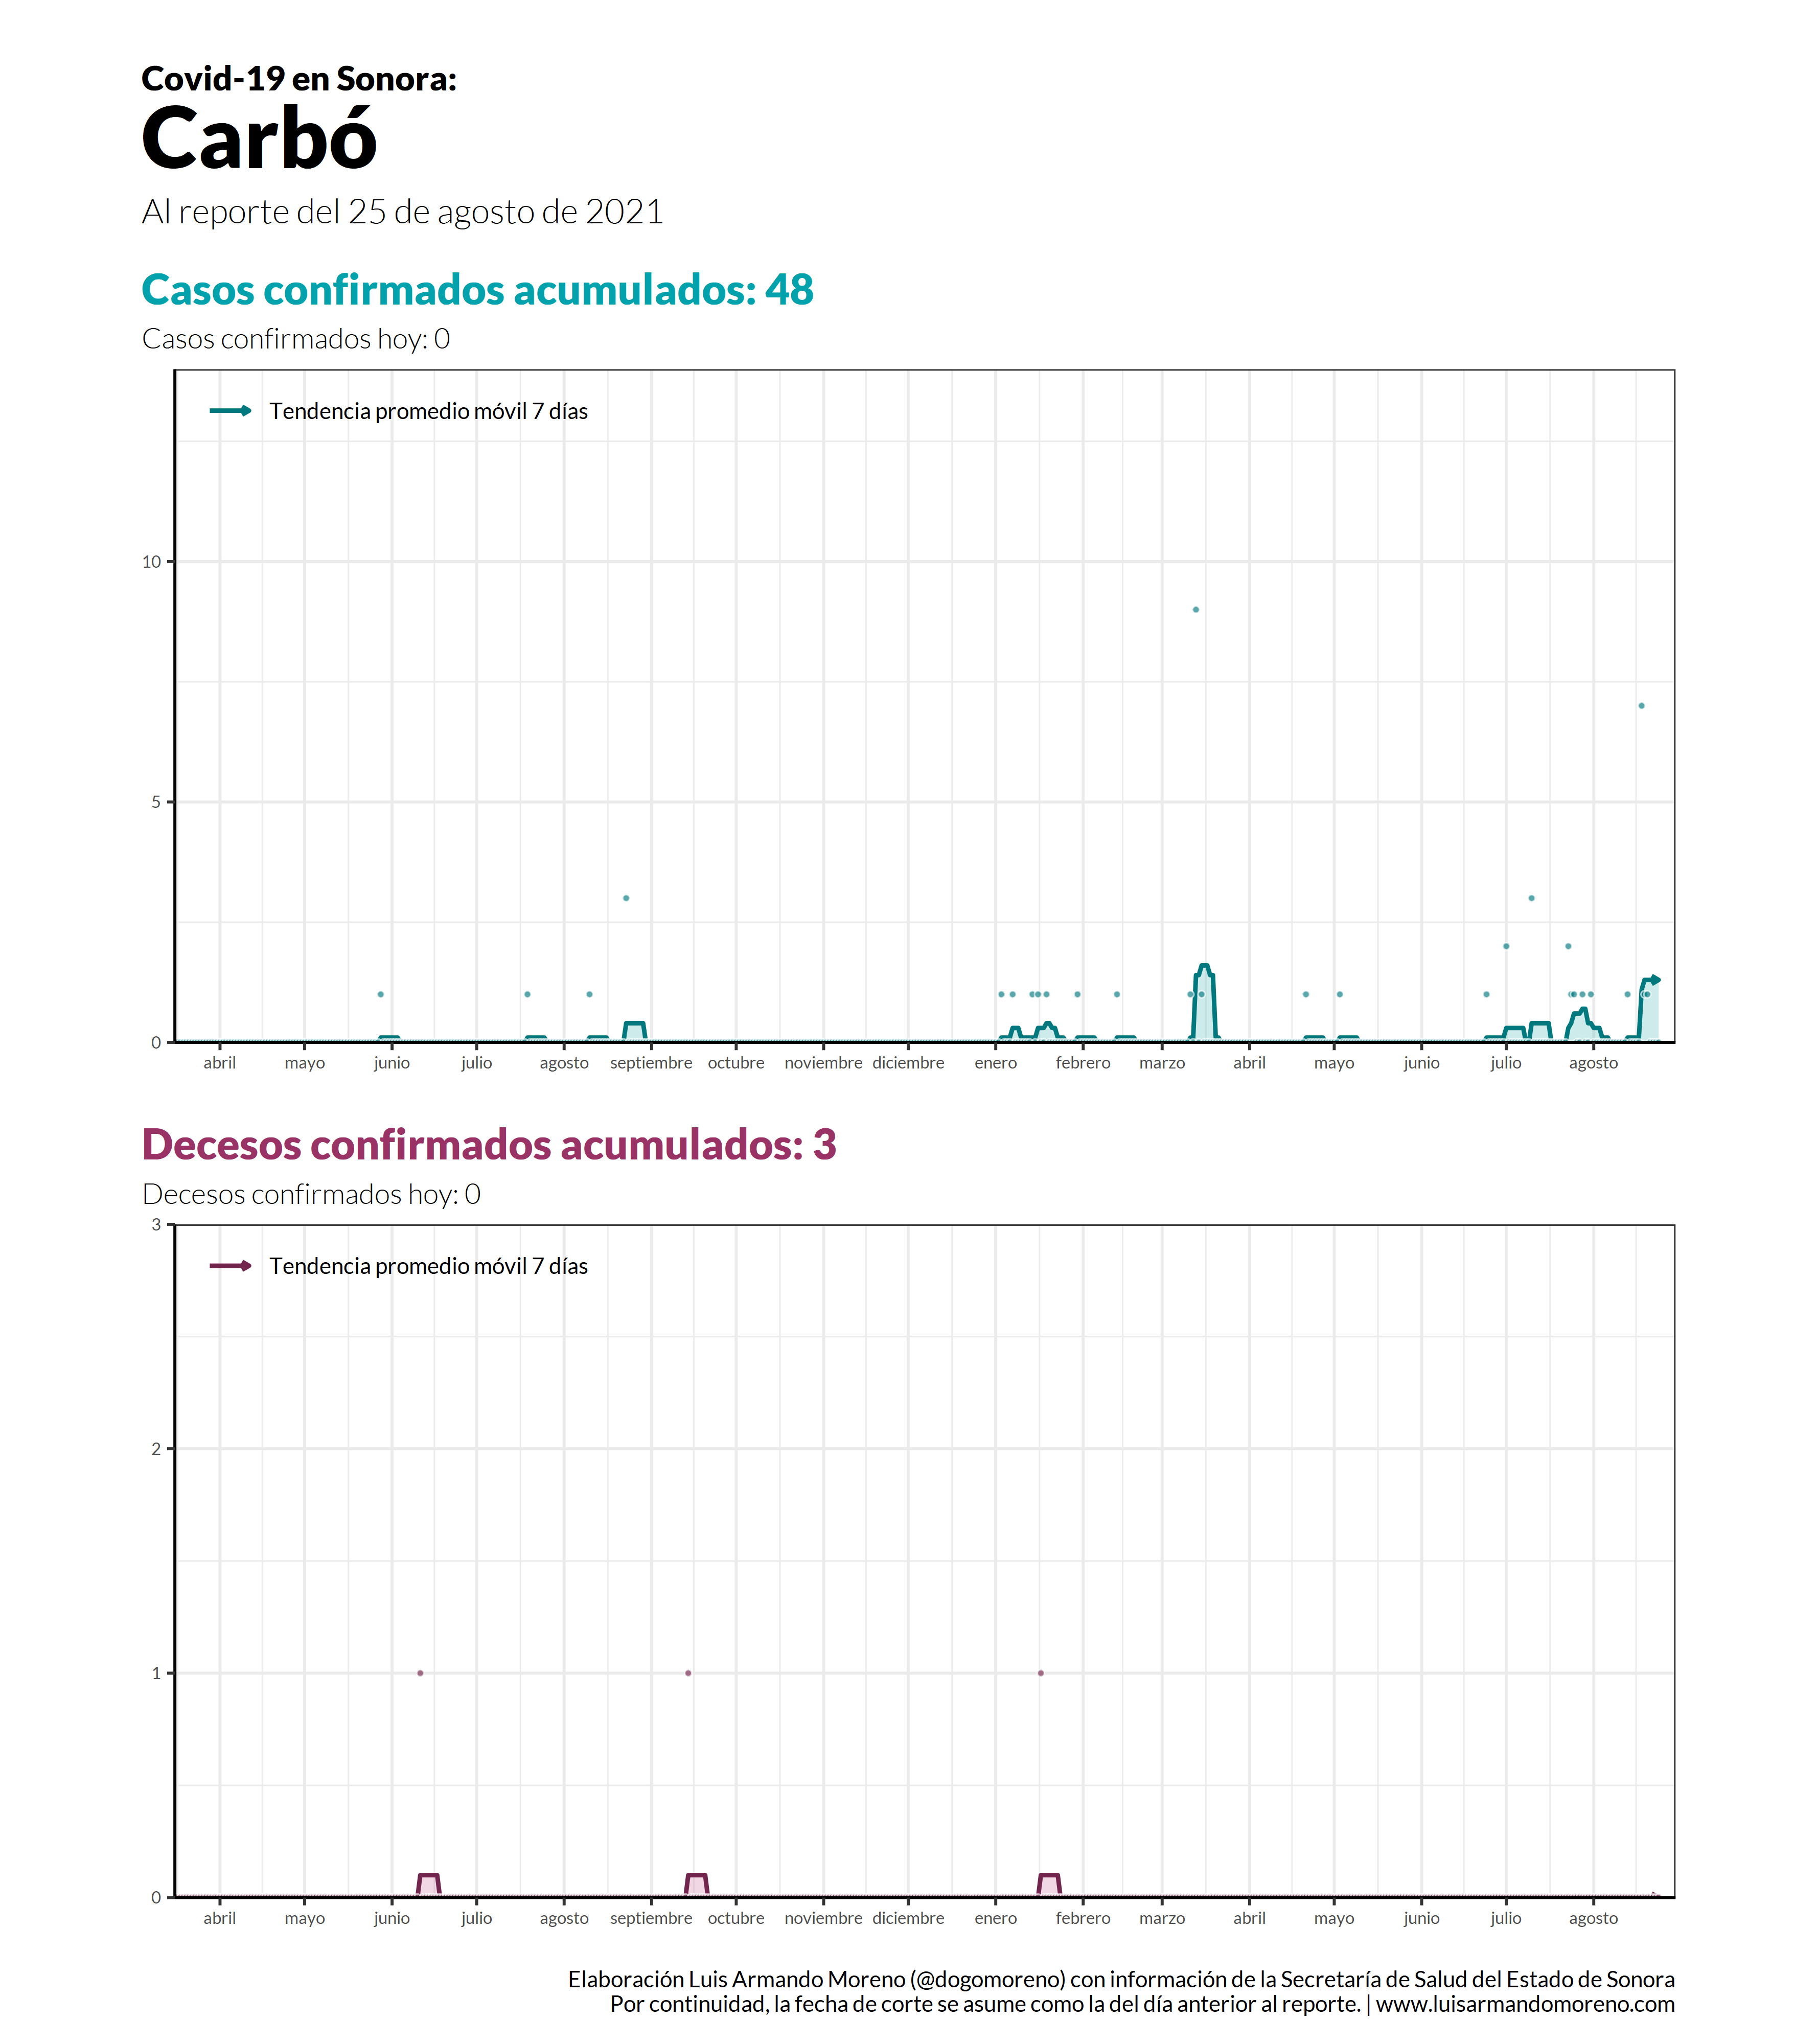 Covid-19 en Sonora:
Carbó
Al reporte del 25 de agosto de 2021
Casos confirmados acumulados: 48
Casos confirmados hoy: 0
Tendencia promedio móvil 7 días
10
5
0
abril mayo junio julio agosto septiembre octubre noviembre diciembre enero febrero marzo abril mayo junio julio agosto
Decesos confirmados acumulados: 3
Decesos confirmados hoy: 0
3
Tendencia promedio móvil 7 días
2
1
0
abril mayo junio julio agosto septiembre octubre noviembre diciembre enero febrero marzo abril mayo junio julio agosto
Elaboración Luis Armando Moreno (@dogomoreno) con información de la Secretaría de Salud del Estado de Sonora
Por continuidad, la fecha de corte se asume como la del día anterior al reporte. | www.luisarmandomoreno.com